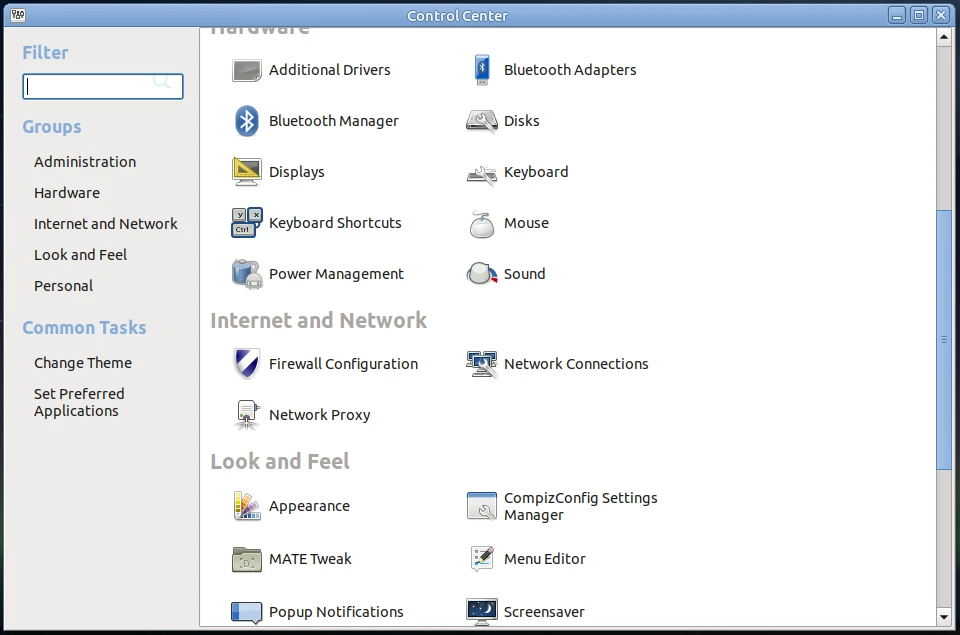 Control Center
Filter
Groups
Administration
Hardware
Internet and Network
Look and Feel
Personal
Common Tasks
Change Theme
Set Preferred
Applications
Hardware
Additional Drivers
Bluetooth Adapters
Bluetooth Manager
Disks
Displays
Keyboard
Y X
Ctrl
Keyboard Shortcuts
Mouse
Power Management
Sound
Internet and Network
Firewall Configuration
Network Connections
Network Proxy
Look and Feel
Appearance
CompizConfig Settings
Manager
MATE Tweak
Menu Editor
Popup Notifications
Screensaver